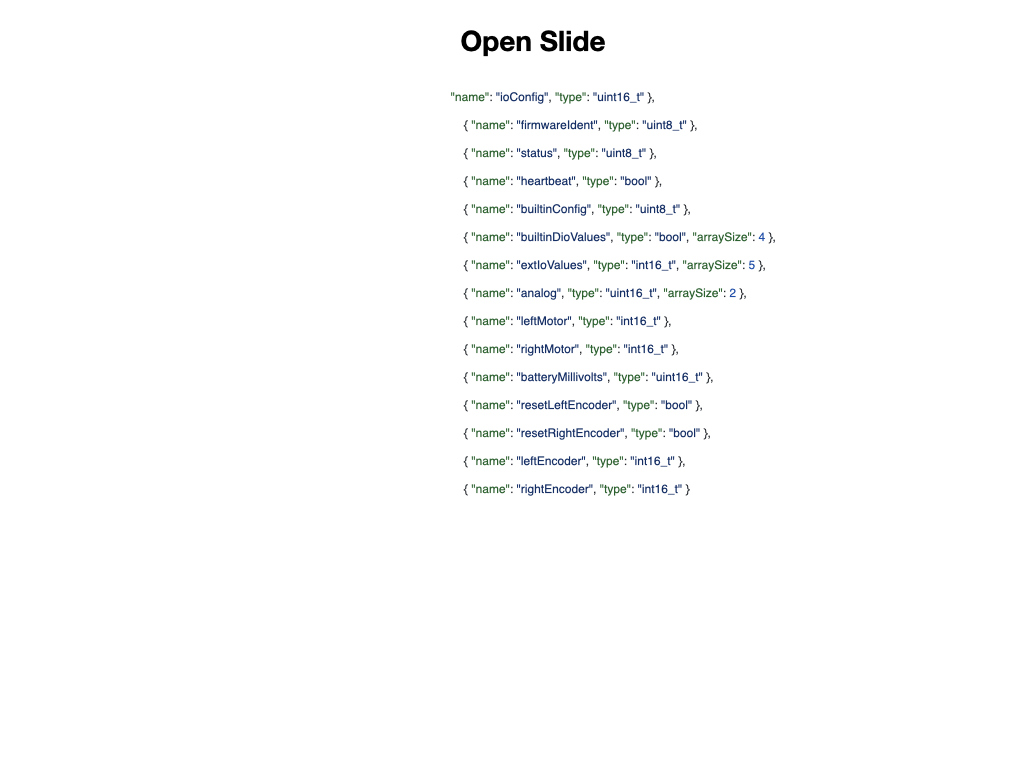 Open Slide
"name": "ioConfig", "type": "uint16_t" },
{ "name": "firmwareIdent", "type": "uint8_t" },
{ "name": "status", "type": "uint8_t" },
{ "name": "heartbeat", "type": "bool" },
{ "name": "builtinConfig", "type": "uint8_t" },
{ "name": "builtinDioValues", "type": "bool", "arraySize": 4 },
{ "name": "extIoValues", "type": "int16_t", "arraySize": 5 },
{ "name": "analog", "type": "uint16_t", "arraySize": 2 },
{ "name": "leftMotor", "type": "int16_t" },
{ "name": "rightMotor", "type": "int16_t" },
{ "name": "batteryMillivolts", "type": "uint16_t" },
{ "name": "resetLeftEncoder", "type": "bool" },
{ "name": "resetRightEncoder", "type": "bool" },
{ "name": "leftEncoder", "type": "int16_t" },
{ "name": "rightEncoder", "type": "int16_t" }